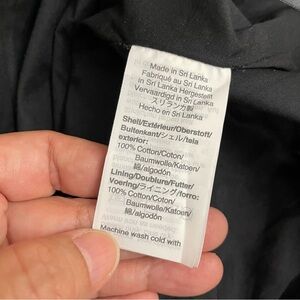 Made in Sri Lanka
Fabriqué au Sri Lanka
in Sri Lanka Hergestellt
Vervaardigd in Sri Lanka
スリランカ製
Hecho en Sri Lanka
Shell/Extérieur/Oberstoff/
Buitenkant/シェル/tela
exterior:
100% Cotton/Coton/
Baumwolle/Katoen/
綿/algodón
Lining/Doublure/Futter/
Voering/ライニング/forro:
100% Cotton/Coton/
Baumwolle/Katoen/
綿/algodón
Machine wash cold with